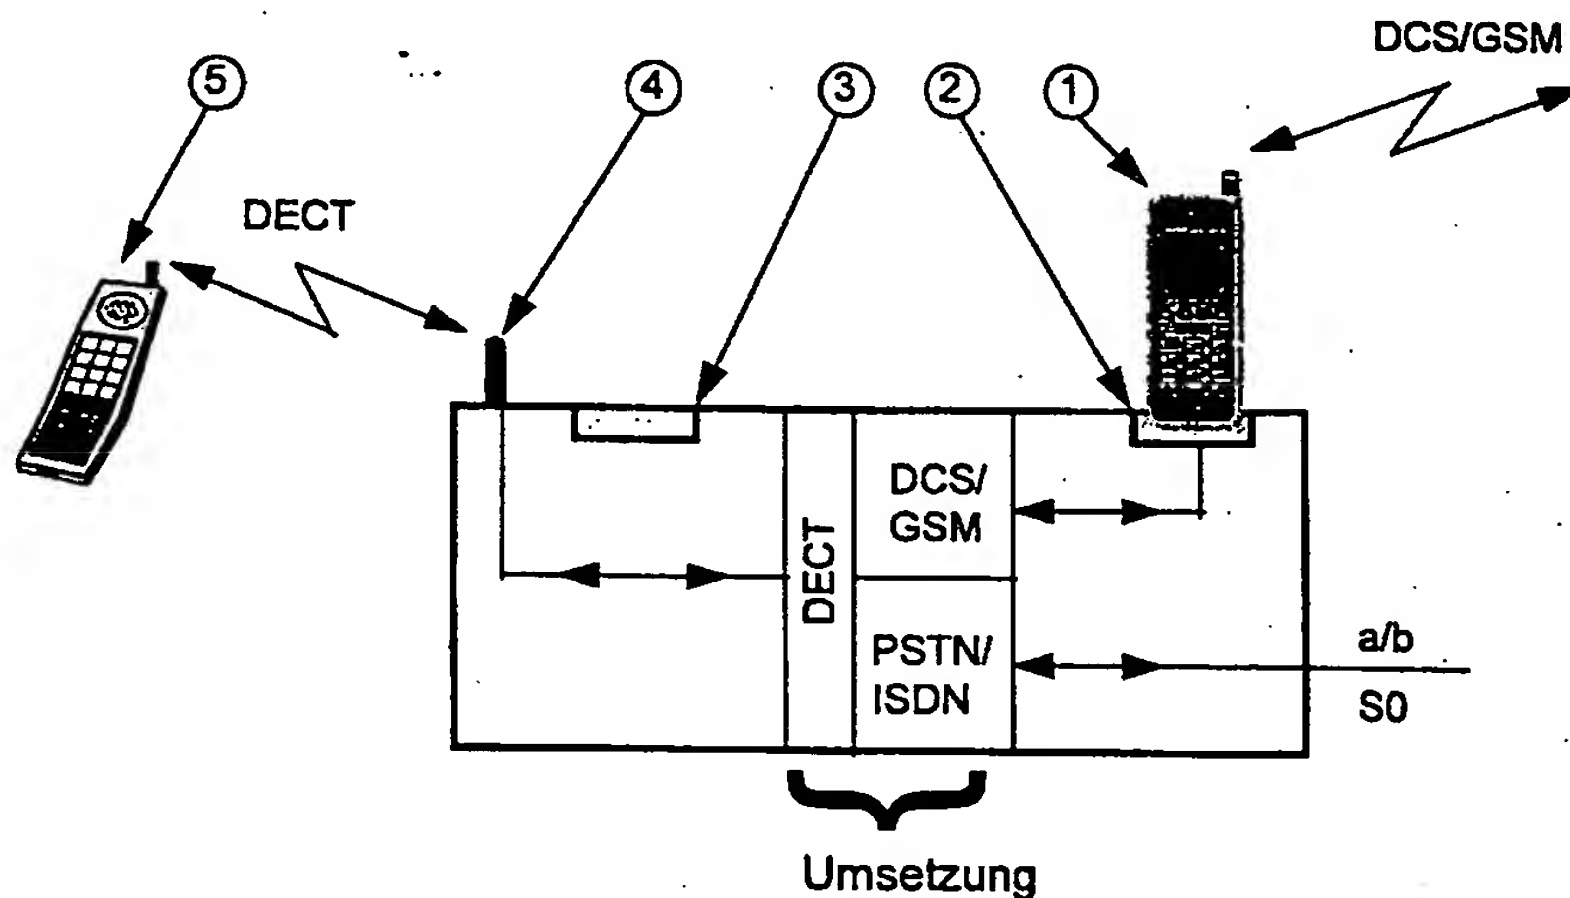 DCS/GSM
5
4
3
2
1
DECT
DCS/
GSM
DECT
PSTN/
ISDN
a/b
S0
Umsetzung